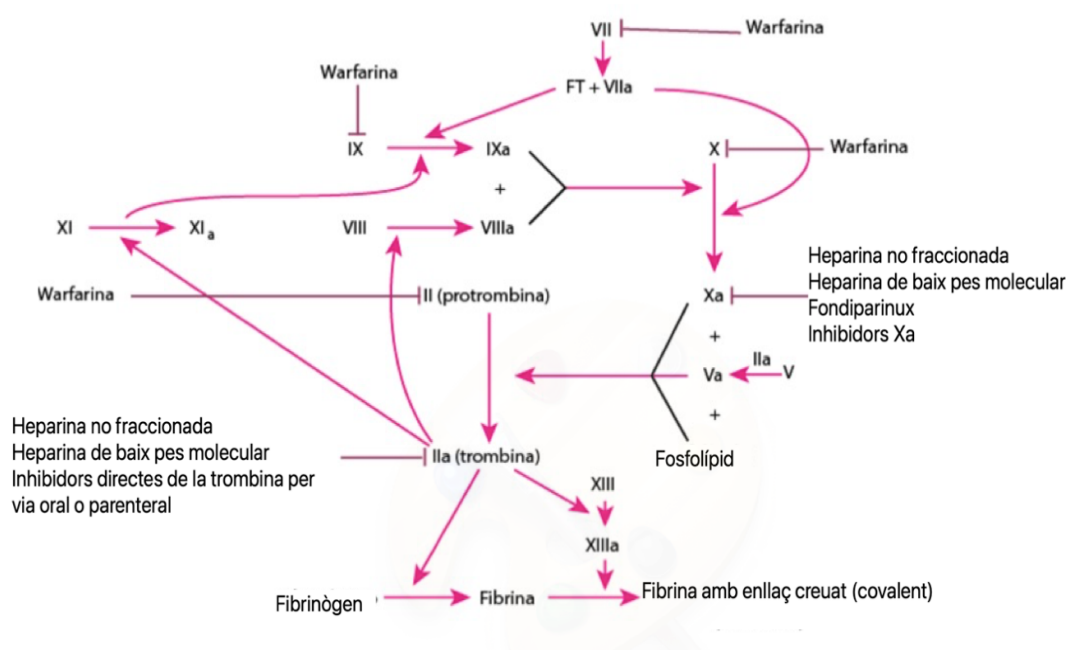 VII
Warfarina
Warfarina
FT + VIIa
IX
IXa
X
Warfarina
+
XI
XI a
VIII
VIIIa
Heparina no fraccionada
Heparina de baix pes molecular
Fondiparinux
Inhibidors Xa
Warfarina
II (protrombina)
Xa
+
IIa
Va
V
+
Heparina no fraccionada
Heparina de baix pes molecular
Inhibidors directes de la trombina per
via oral o parenteral
IIa (trombina)
Fosfolípid
XIII
XIIIa
Fibrinògen
Fibrina
Fibrina amb enllaç creuat (covalent)